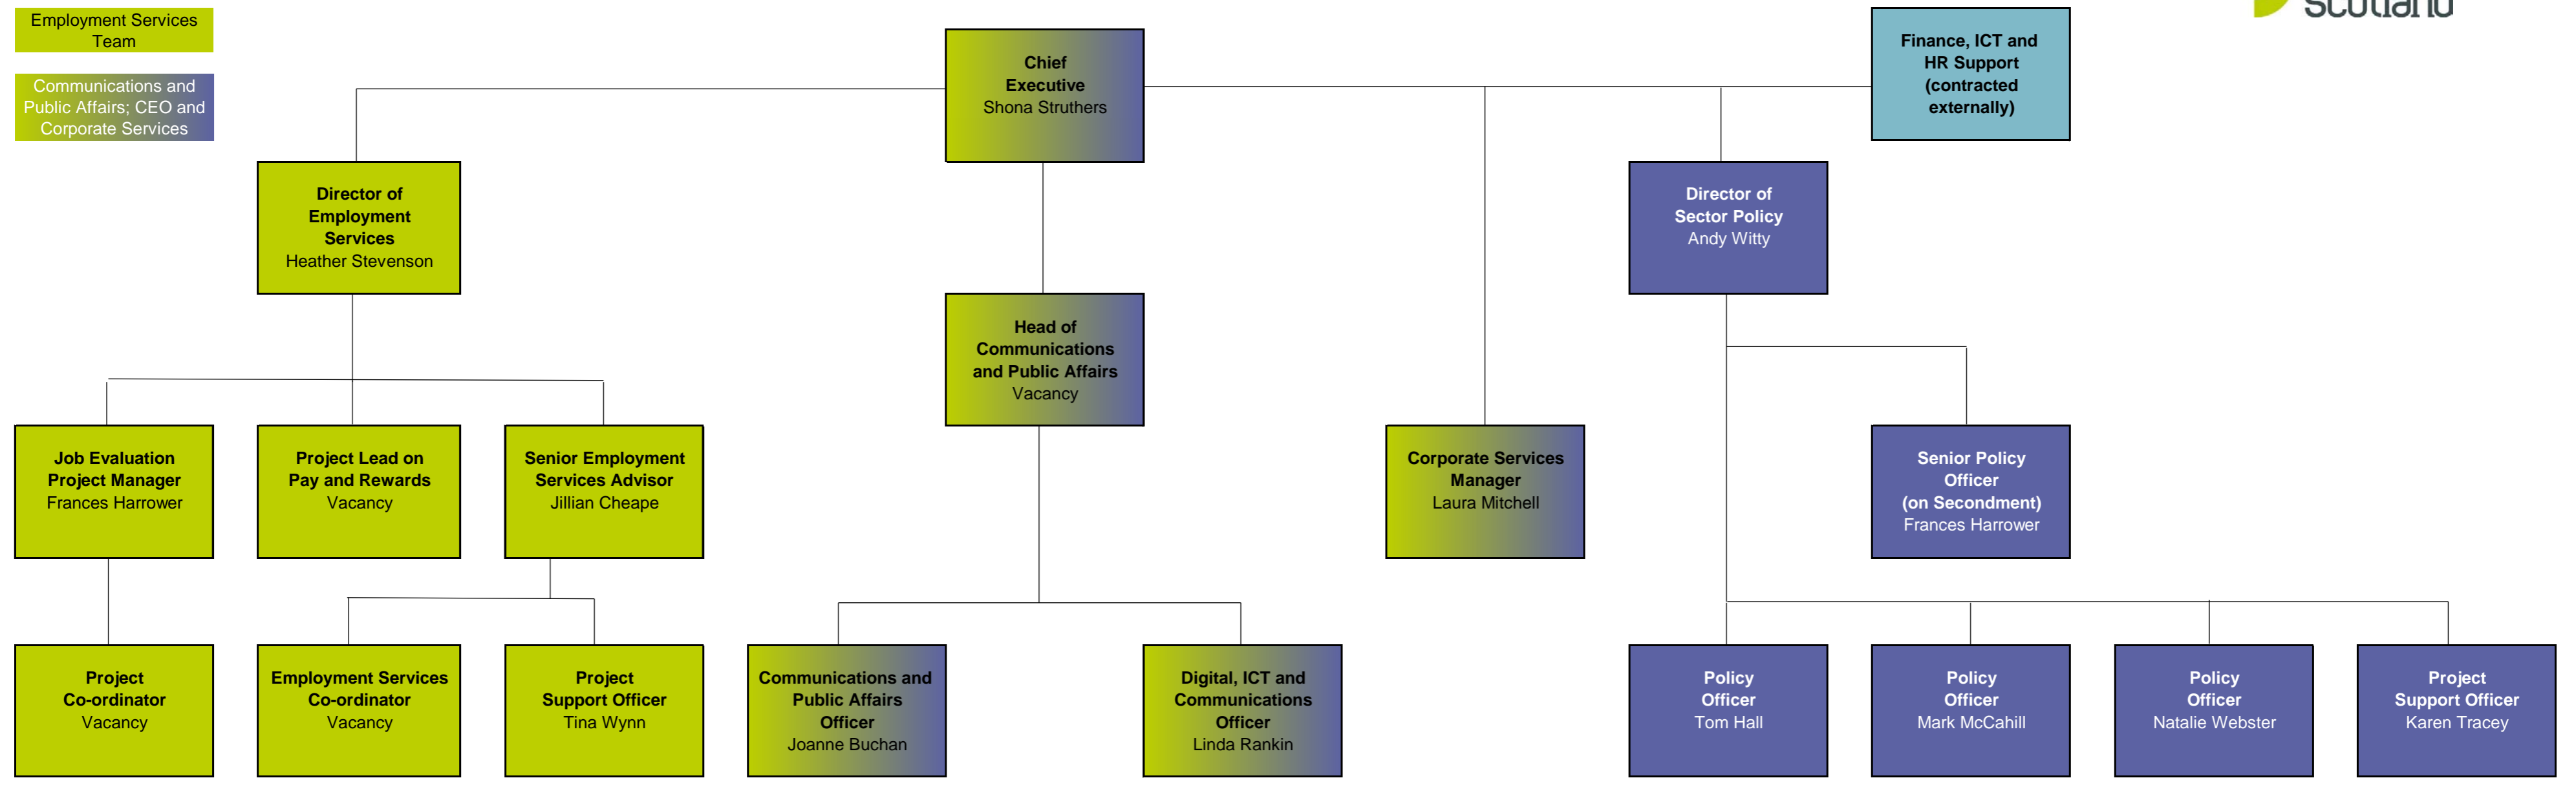 Employment Services
Team
Communications and
Public Affairs; CEO and
Corporate Services
Chief
Executive
Shona Struthers
Finance, ICT and
HR Support
(contracted
externally)
scotland
Director of
Employment
Services
Heather Stevenson
Director of
Sector Policy
Andy Witty
Head of
Communications
and Public Affairs
Vacancy
Job Evaluation
Project Manager
Frances Harrower
Project Lead on
Pay and Rewards
Vacancy
Senior Employment
Services Advisor
Jillian Cheape
Corporate Services
Manager
Laura Mitchell
Senior Policy
Officer
(on Secondment)
Frances Harrower
Project
Co-ordinator
Vacancy
Employment Services
Co-ordinator
Vacancy
Project
Support Officer
Tina Wynn
Communications and
Public Affairs
Officer
Joanne Buchan
Digital, ICT and
Communications
Officer
Linda Rankin
Policy
Officer
Tom Hall
Policy
Officer
Mark McCahill
Policy
Officer
Natalie Webster
Project
Support Officer
Karen Tracey